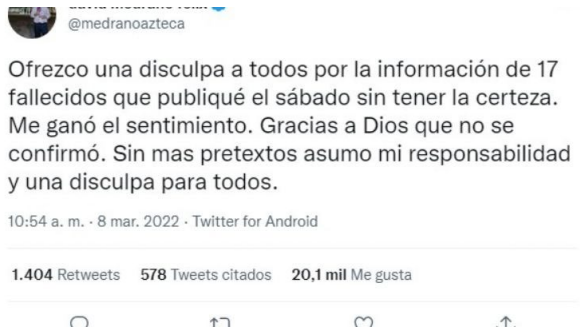 @medranoazteca
Ofrezco una disculpa a todos por la información de 17
fallecidos que publiqué el sábado sin tener la certeza.
Me ganó el sentimiento. Gracias a Dios que no se
confirmó. Sin mas pretextos asumo mi responsabilidad
y una disculpa para todos.
10:54 a. m. · 8 mar. 2022 · Twitter for Android
1.404 Retweets 578 Tweets citados 20,1 mil Me gusta